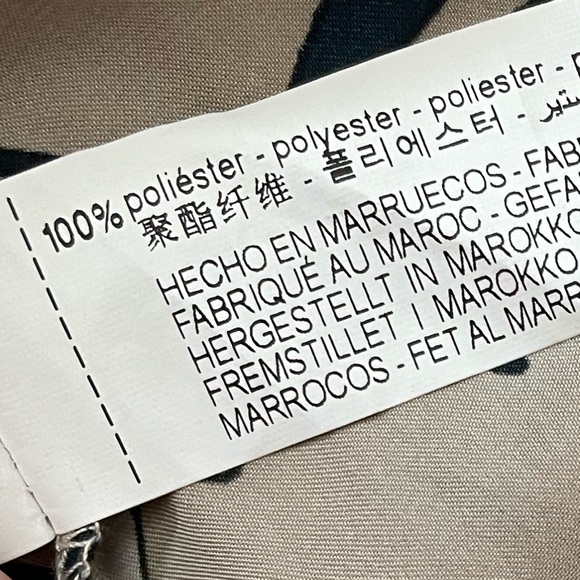 100% poliéster - polyester - poliester -
聚酯纤维 - 폴리에스터 -
HECHO EN MARRUECOS - FAB
FABRIQUÉ AU MAROC - GEFA
HERGESTELLT IN MAROKKO
FREMSTILLET I MAROKKO
MARROCOS - FET AL MARR